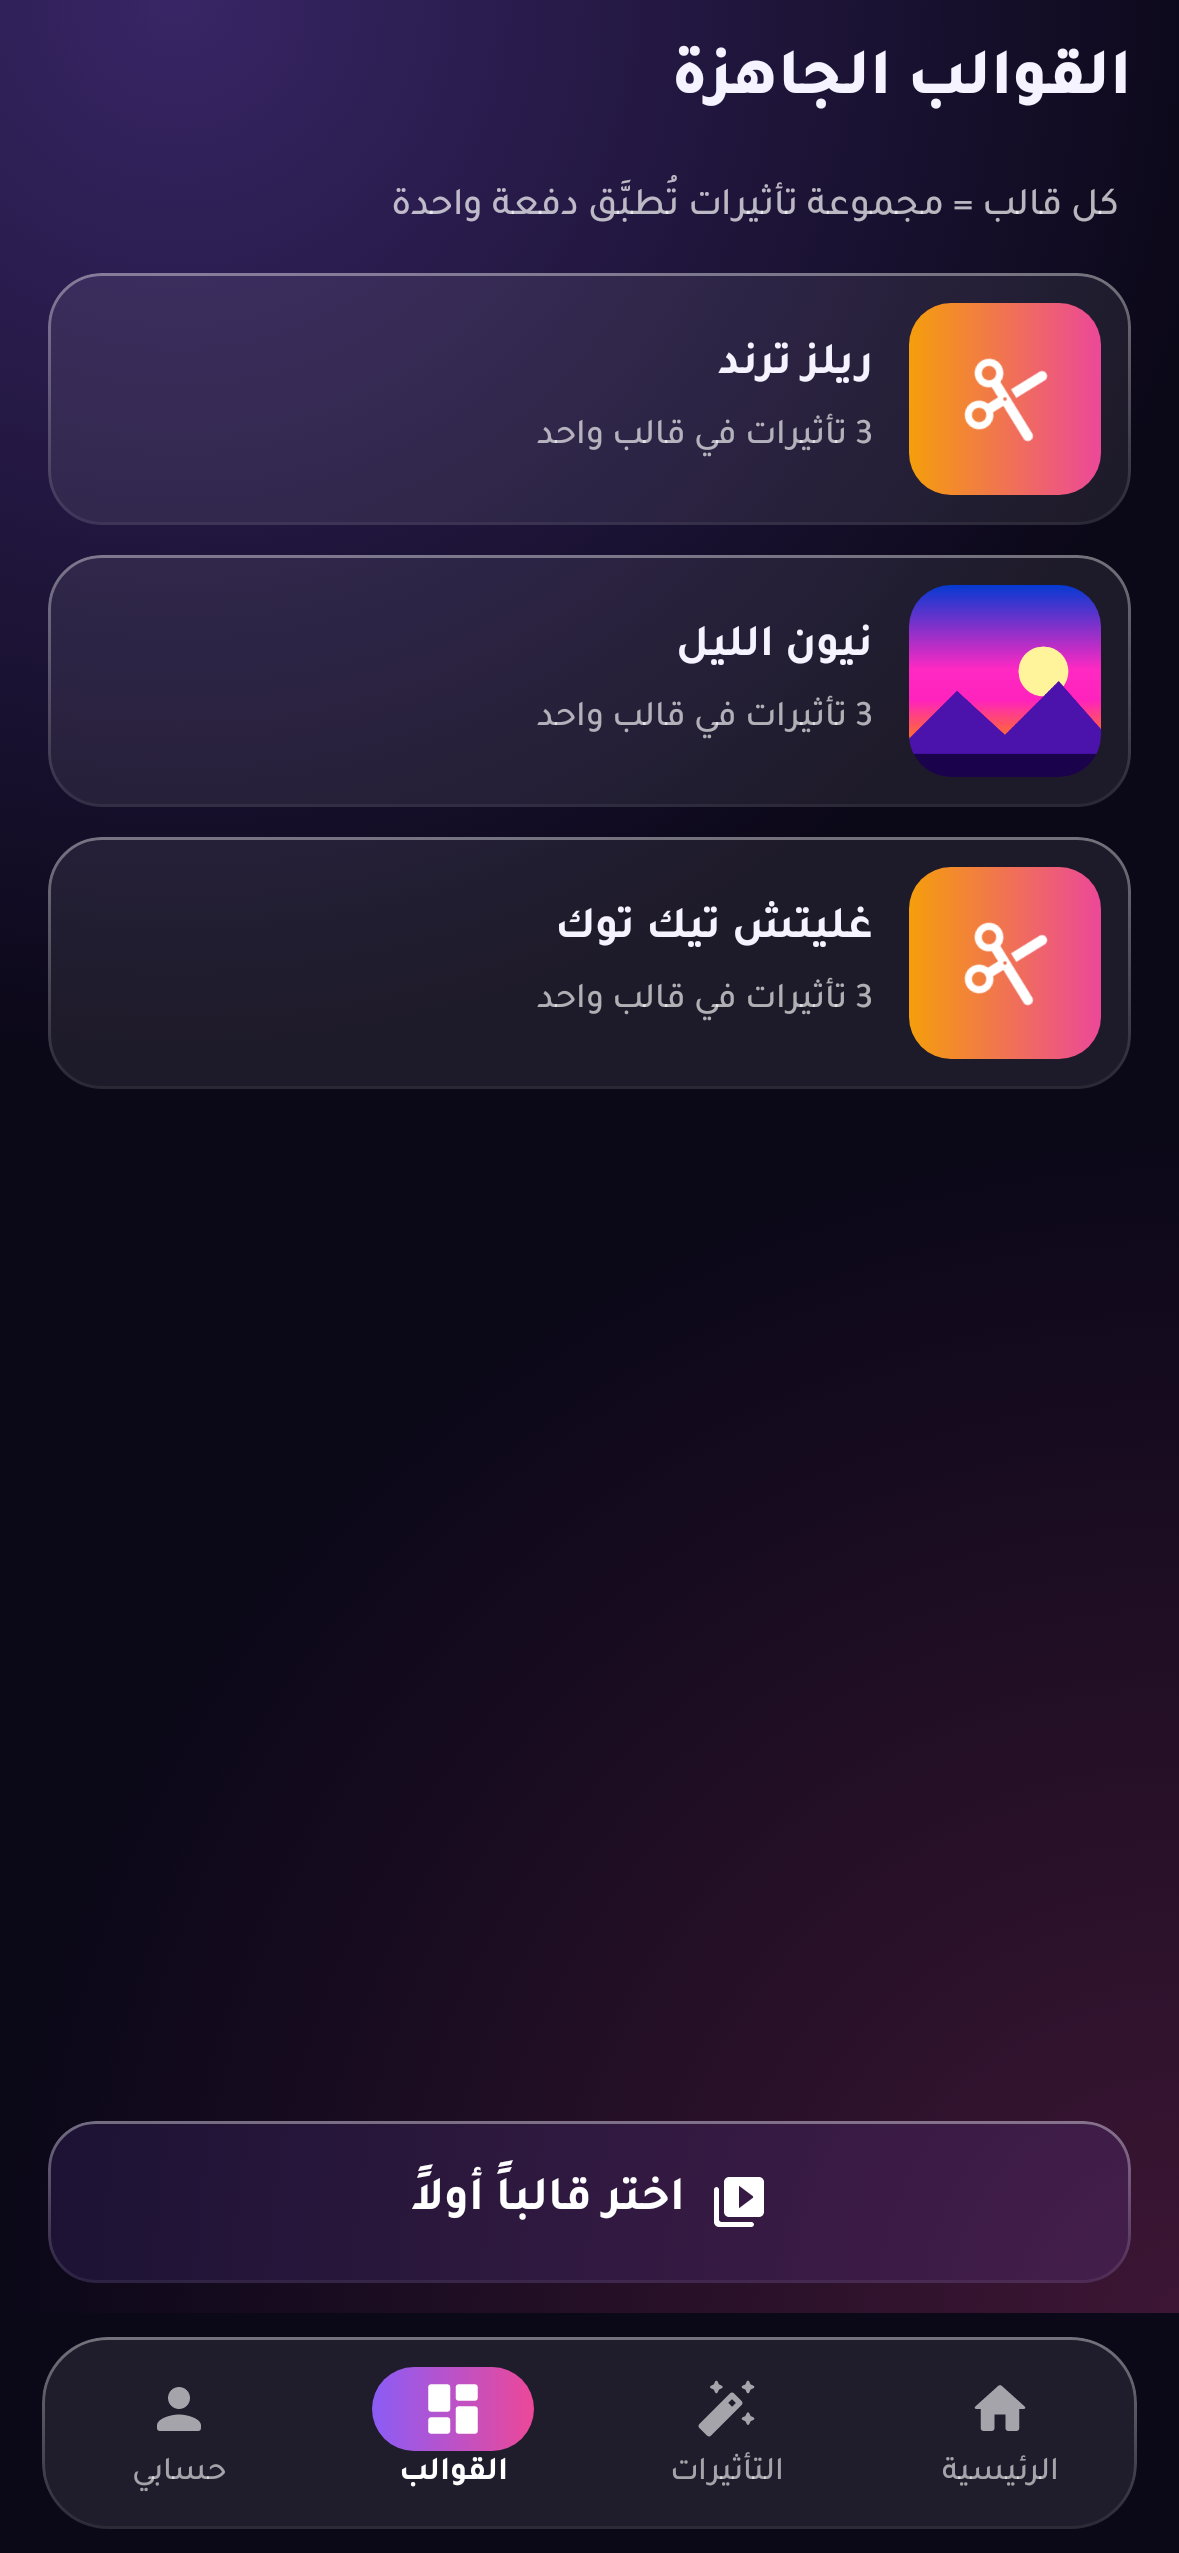 القوالب الجاهزة
كل قالب = مجموعة تأثيرات تُطبَّق دفعة واحدة
ريلز ترند
3 تأثيرات في قالب واحد
نيون الليل
3 تأثيرات في قالب واحد
غليتش تيك توك
3 تأثيرات في قالب واحد
اختر قالباً أولاً
الرئيسية
التأثيرات
القوالب
حسابي